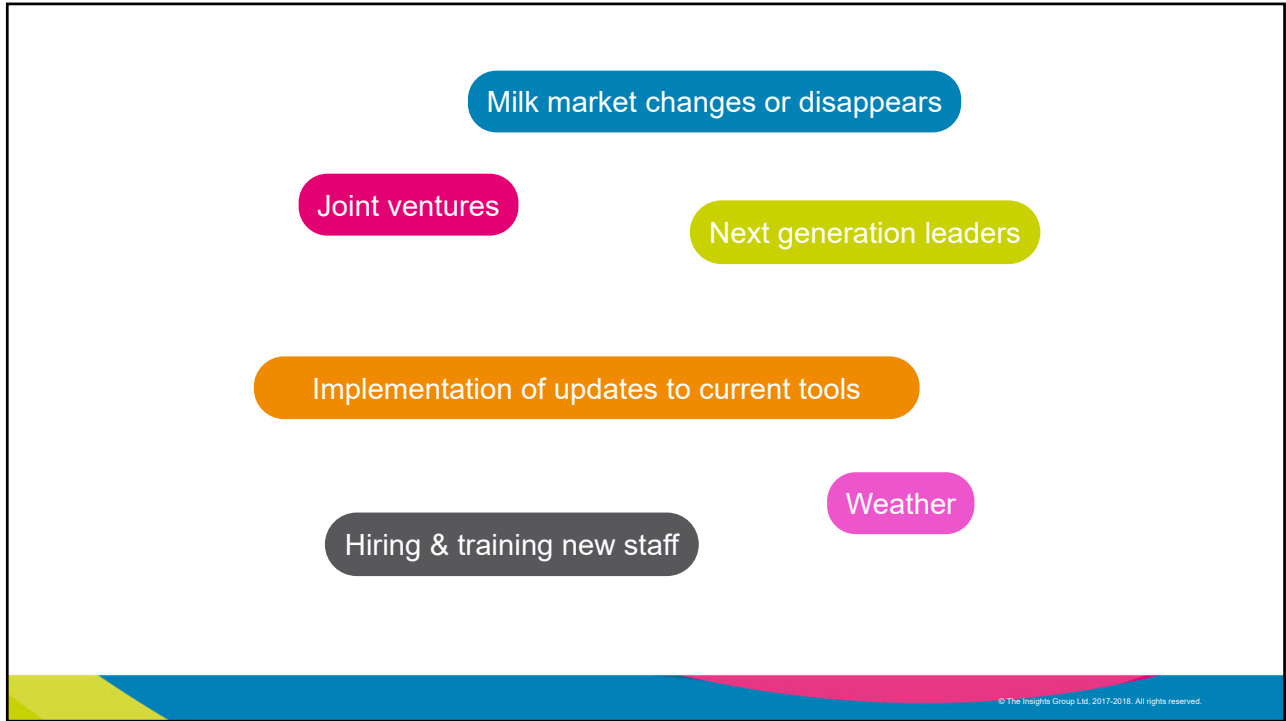 Milk market changes or disappears
Joint ventures
Next generation leaders
Implementation of updates to current tools
Weather
Hiring & training new staff
© The Insights Group Ltd, 2017-2018. All rights reserved.